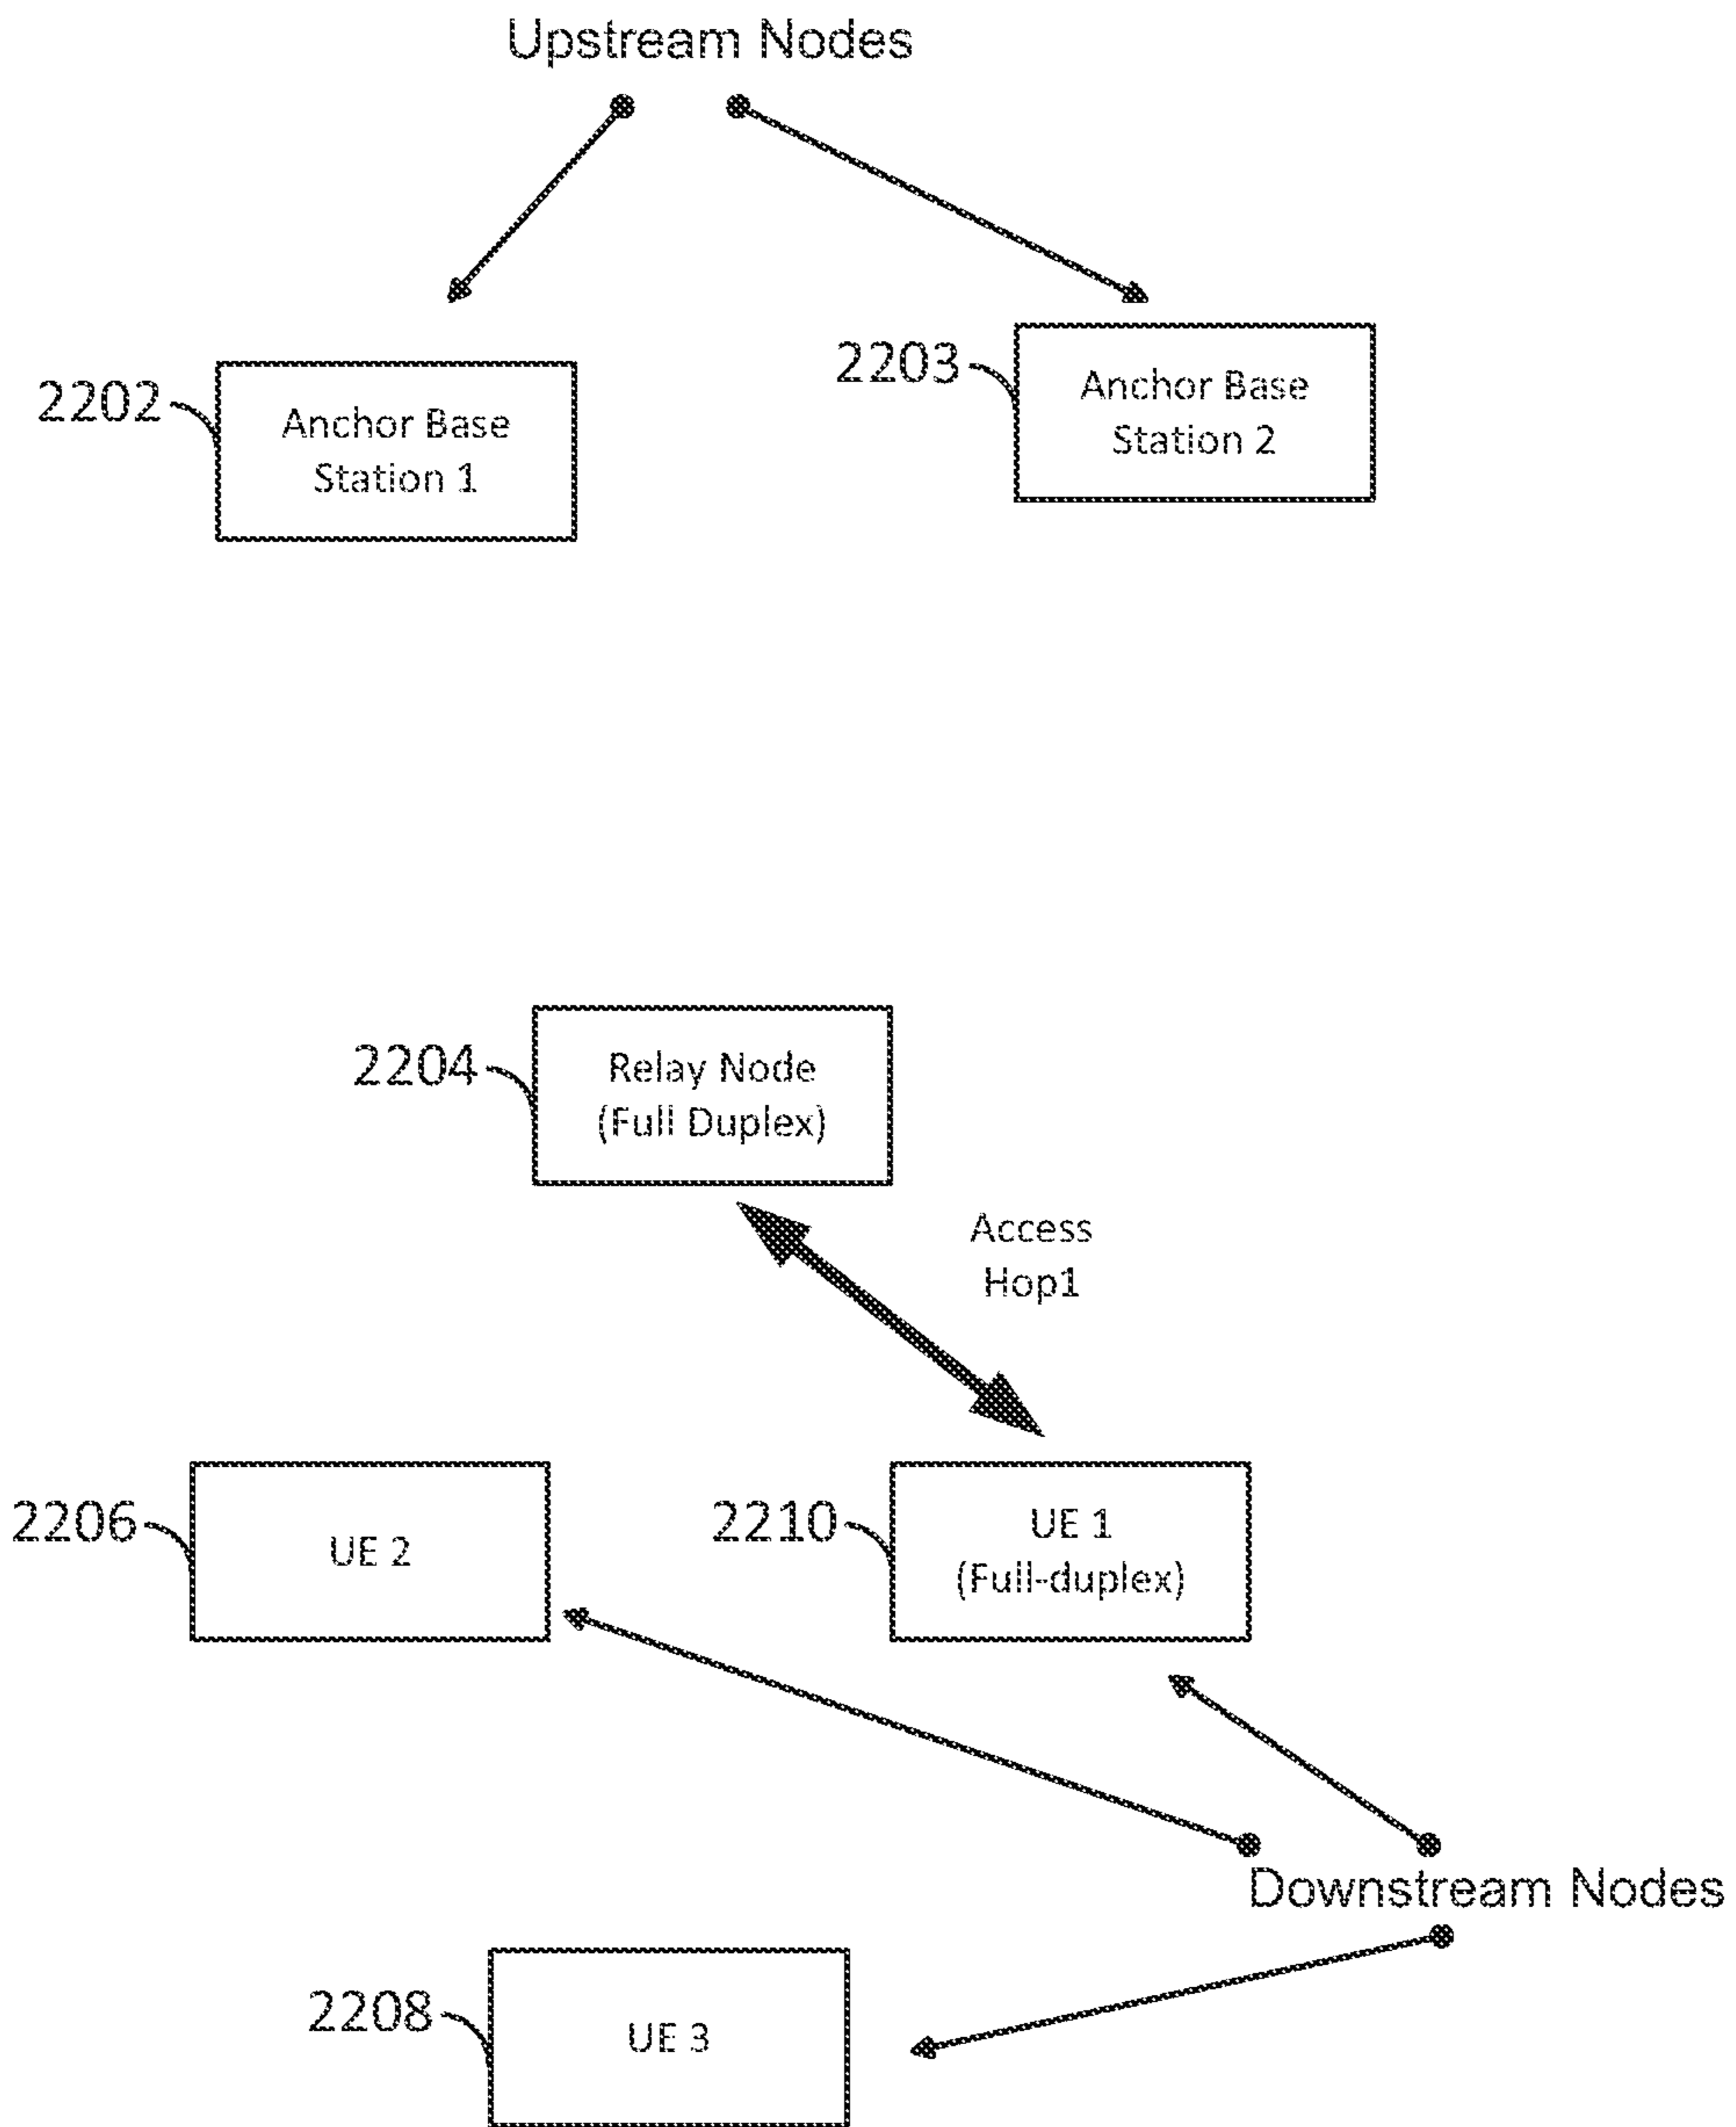 Upstream Nodes
2203
Anchor Base
Station 2
2202
Anchor Base
Station 1
2204
Relay Node
(Full Duplex)
Access
Hop1
2206
UE 2
2210
UE 1
(Full-duplex)
Downstream Nodes
2208
UE 3